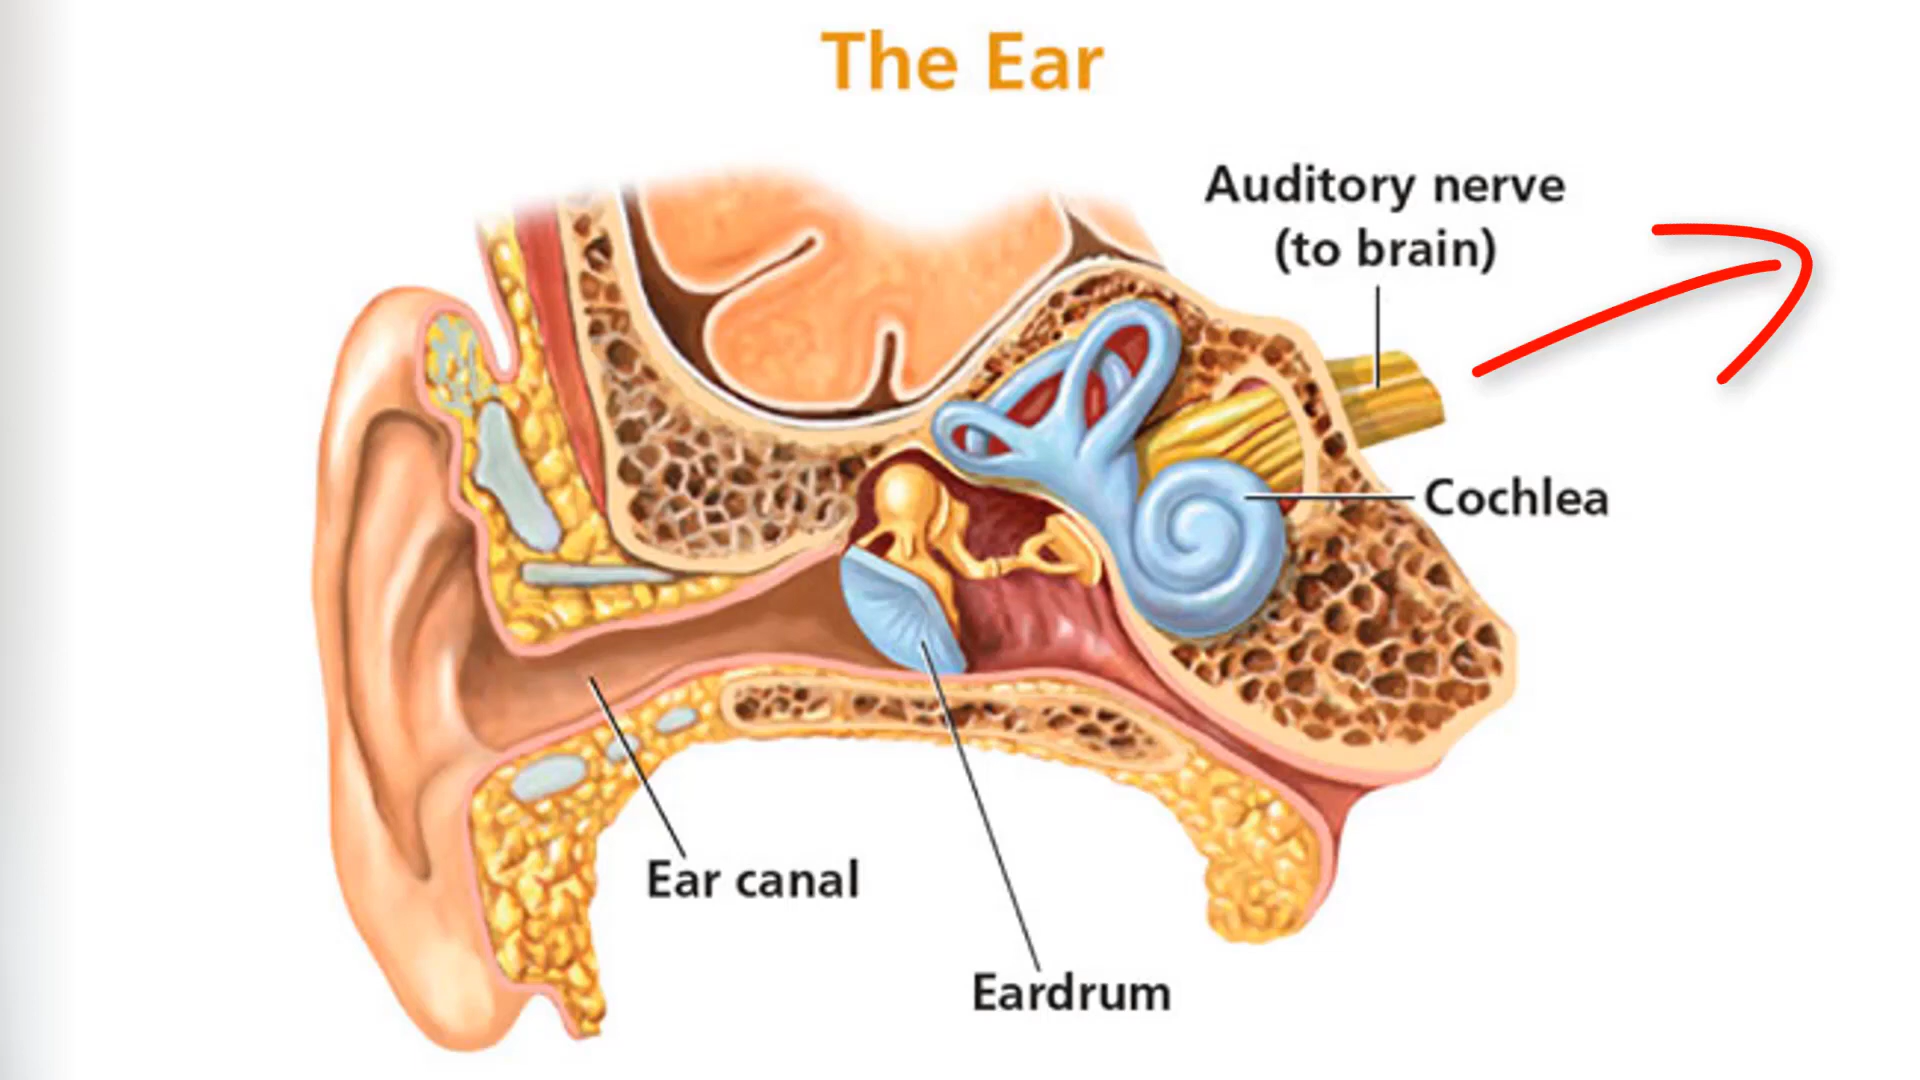 The Ear
Auditory nerve
(to brain)
Cochlea
Ear canal
Eardrum